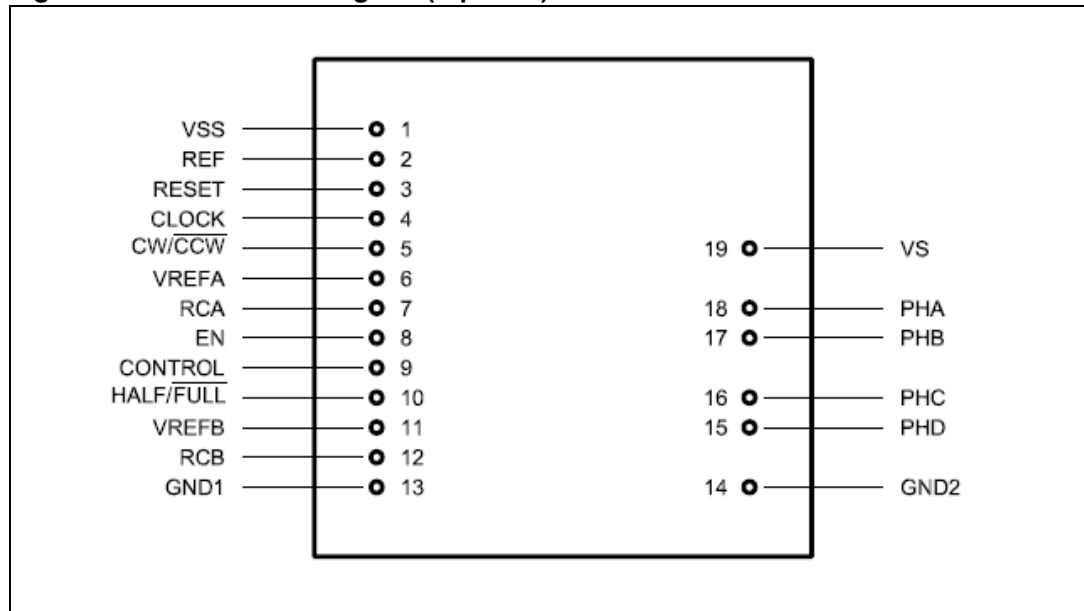 VSS 1
REF 2
RESET 3
CLOCK 4
CW/CCW 5
VREFA 6
RCA 7
EN 8
CONTROL 9
HALF/FULL 10
VREFB 11
RCB 12
GND1 13
19 VS
18 PHA
17 PHB
16 PHC
15 PHD
14 GND2